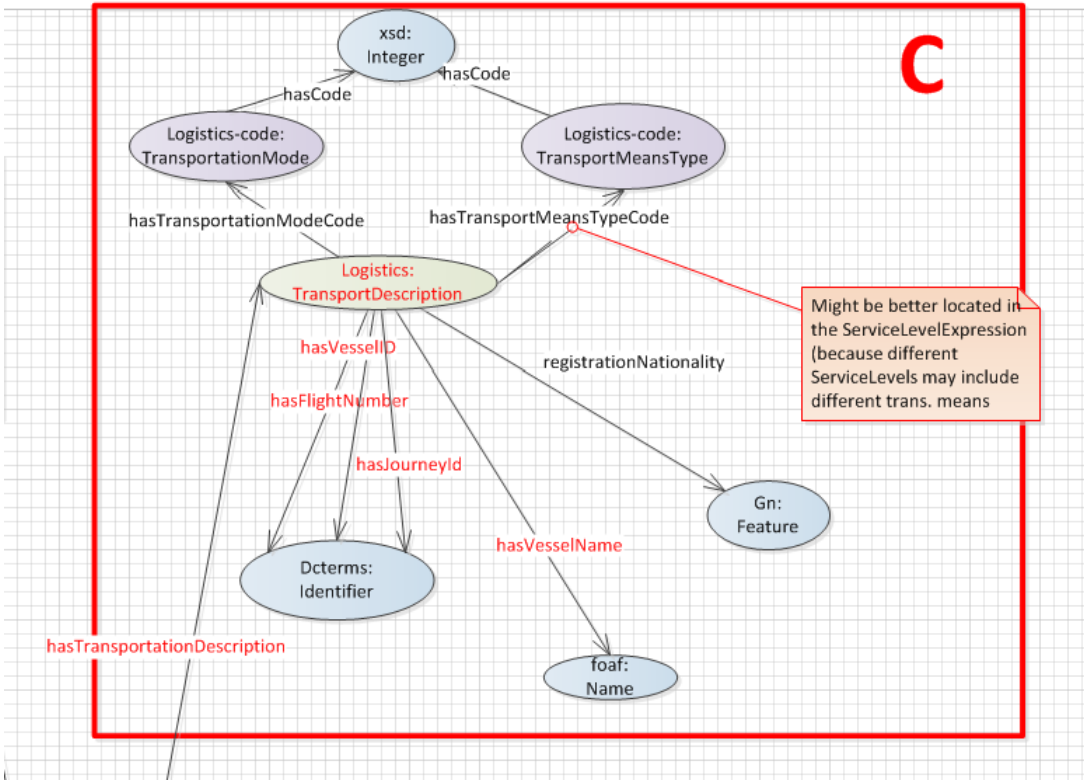 xsd:
Integer
C
hasCode
hasCode
Logistics-code:
TransportationMode
Logistics-code:
TransportMeansType
hasTransportationModeCode
hasTransportMeansTypeCode
Logistics:
TransportDescription
Might be better located in
the ServiceLevelExpression
(because different
ServiceLevels may include
different trans. means
hasVesselID
registrationNationality
hasFlightNumber
hasJourneyId
Gn:
Feature
hasVesselName
Dcterms:
Identifier
hasTransportationDescription
foaf:
Name